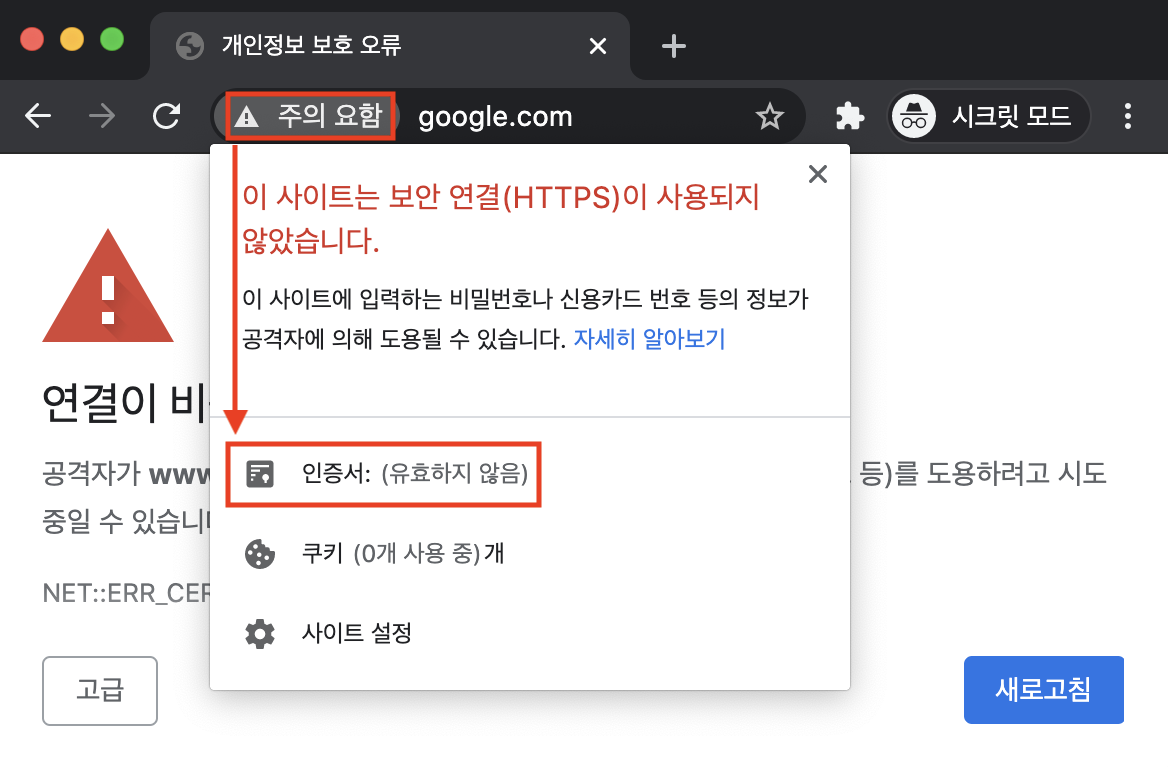 개인정보 보호 오류
주의 요함 google.com 시크릿 모드
이 사이트는 보안 연결(HTTPS)이 사용되지
않았습니다.
이 사이트에 입력하는 비밀번호나 신용카드 번호 등의 정보가
공격자에 의해 도용될 수 있습니다. 자세히 알아보기
연결이
공격자가 www 등)를 도용하려고 시도
중일 수
NET::ERR_CER
인증서: (유효하지 않음)
쿠키 (0개 사용 중)개
사이트 설정
고급
새로고침